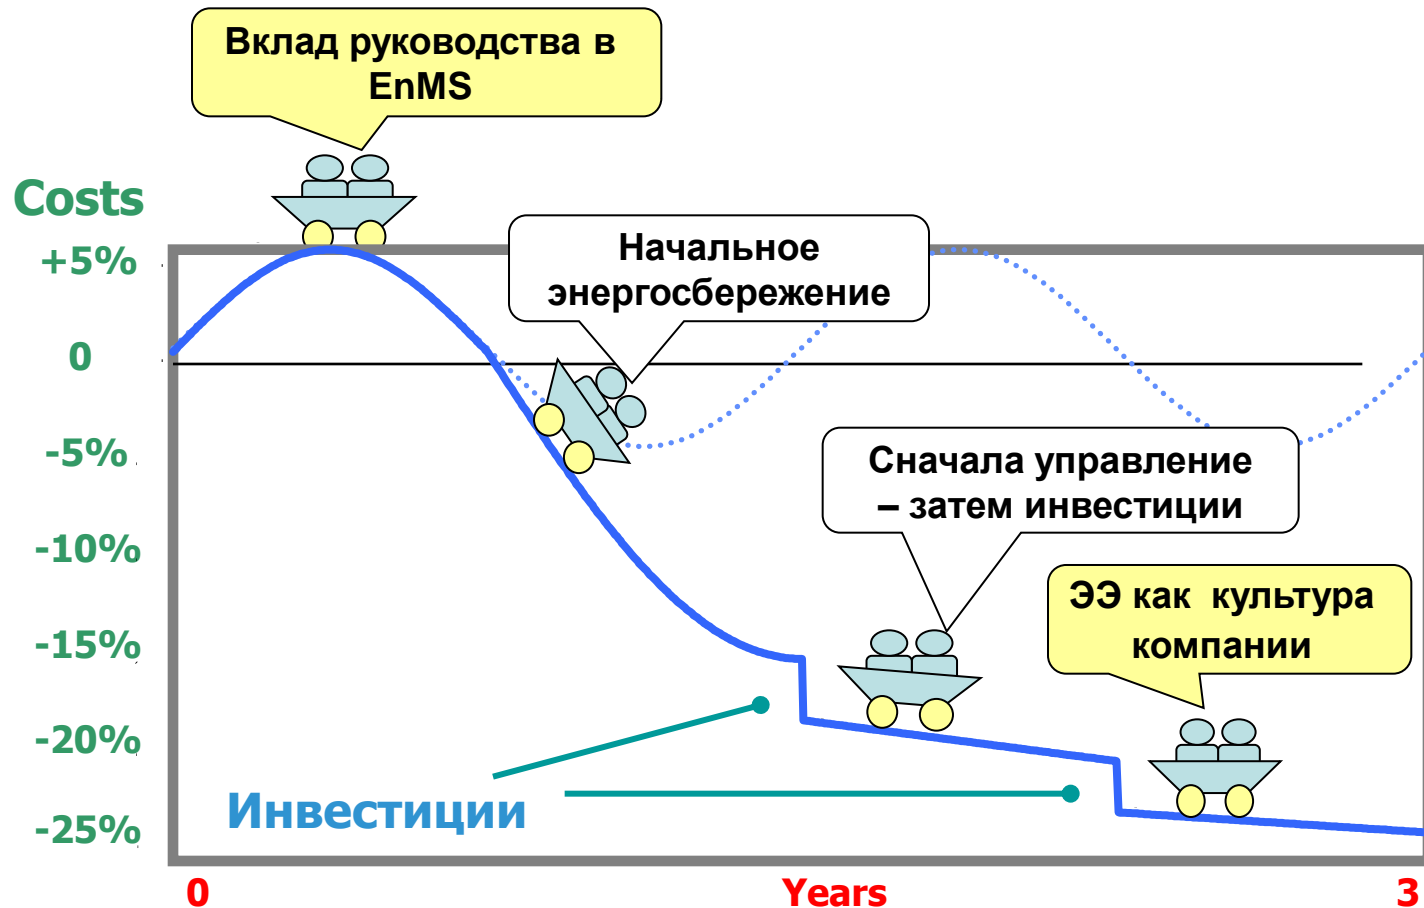 Вклад руководства в
EnMS
Costs
+5%
Начальное
энергосбережение
0
-5%
Сначала управление
– затем инвестиции
-10%
ЭЭ как культура
компании
-15%
-20%
Инвестиции
-25%
0
Years
3